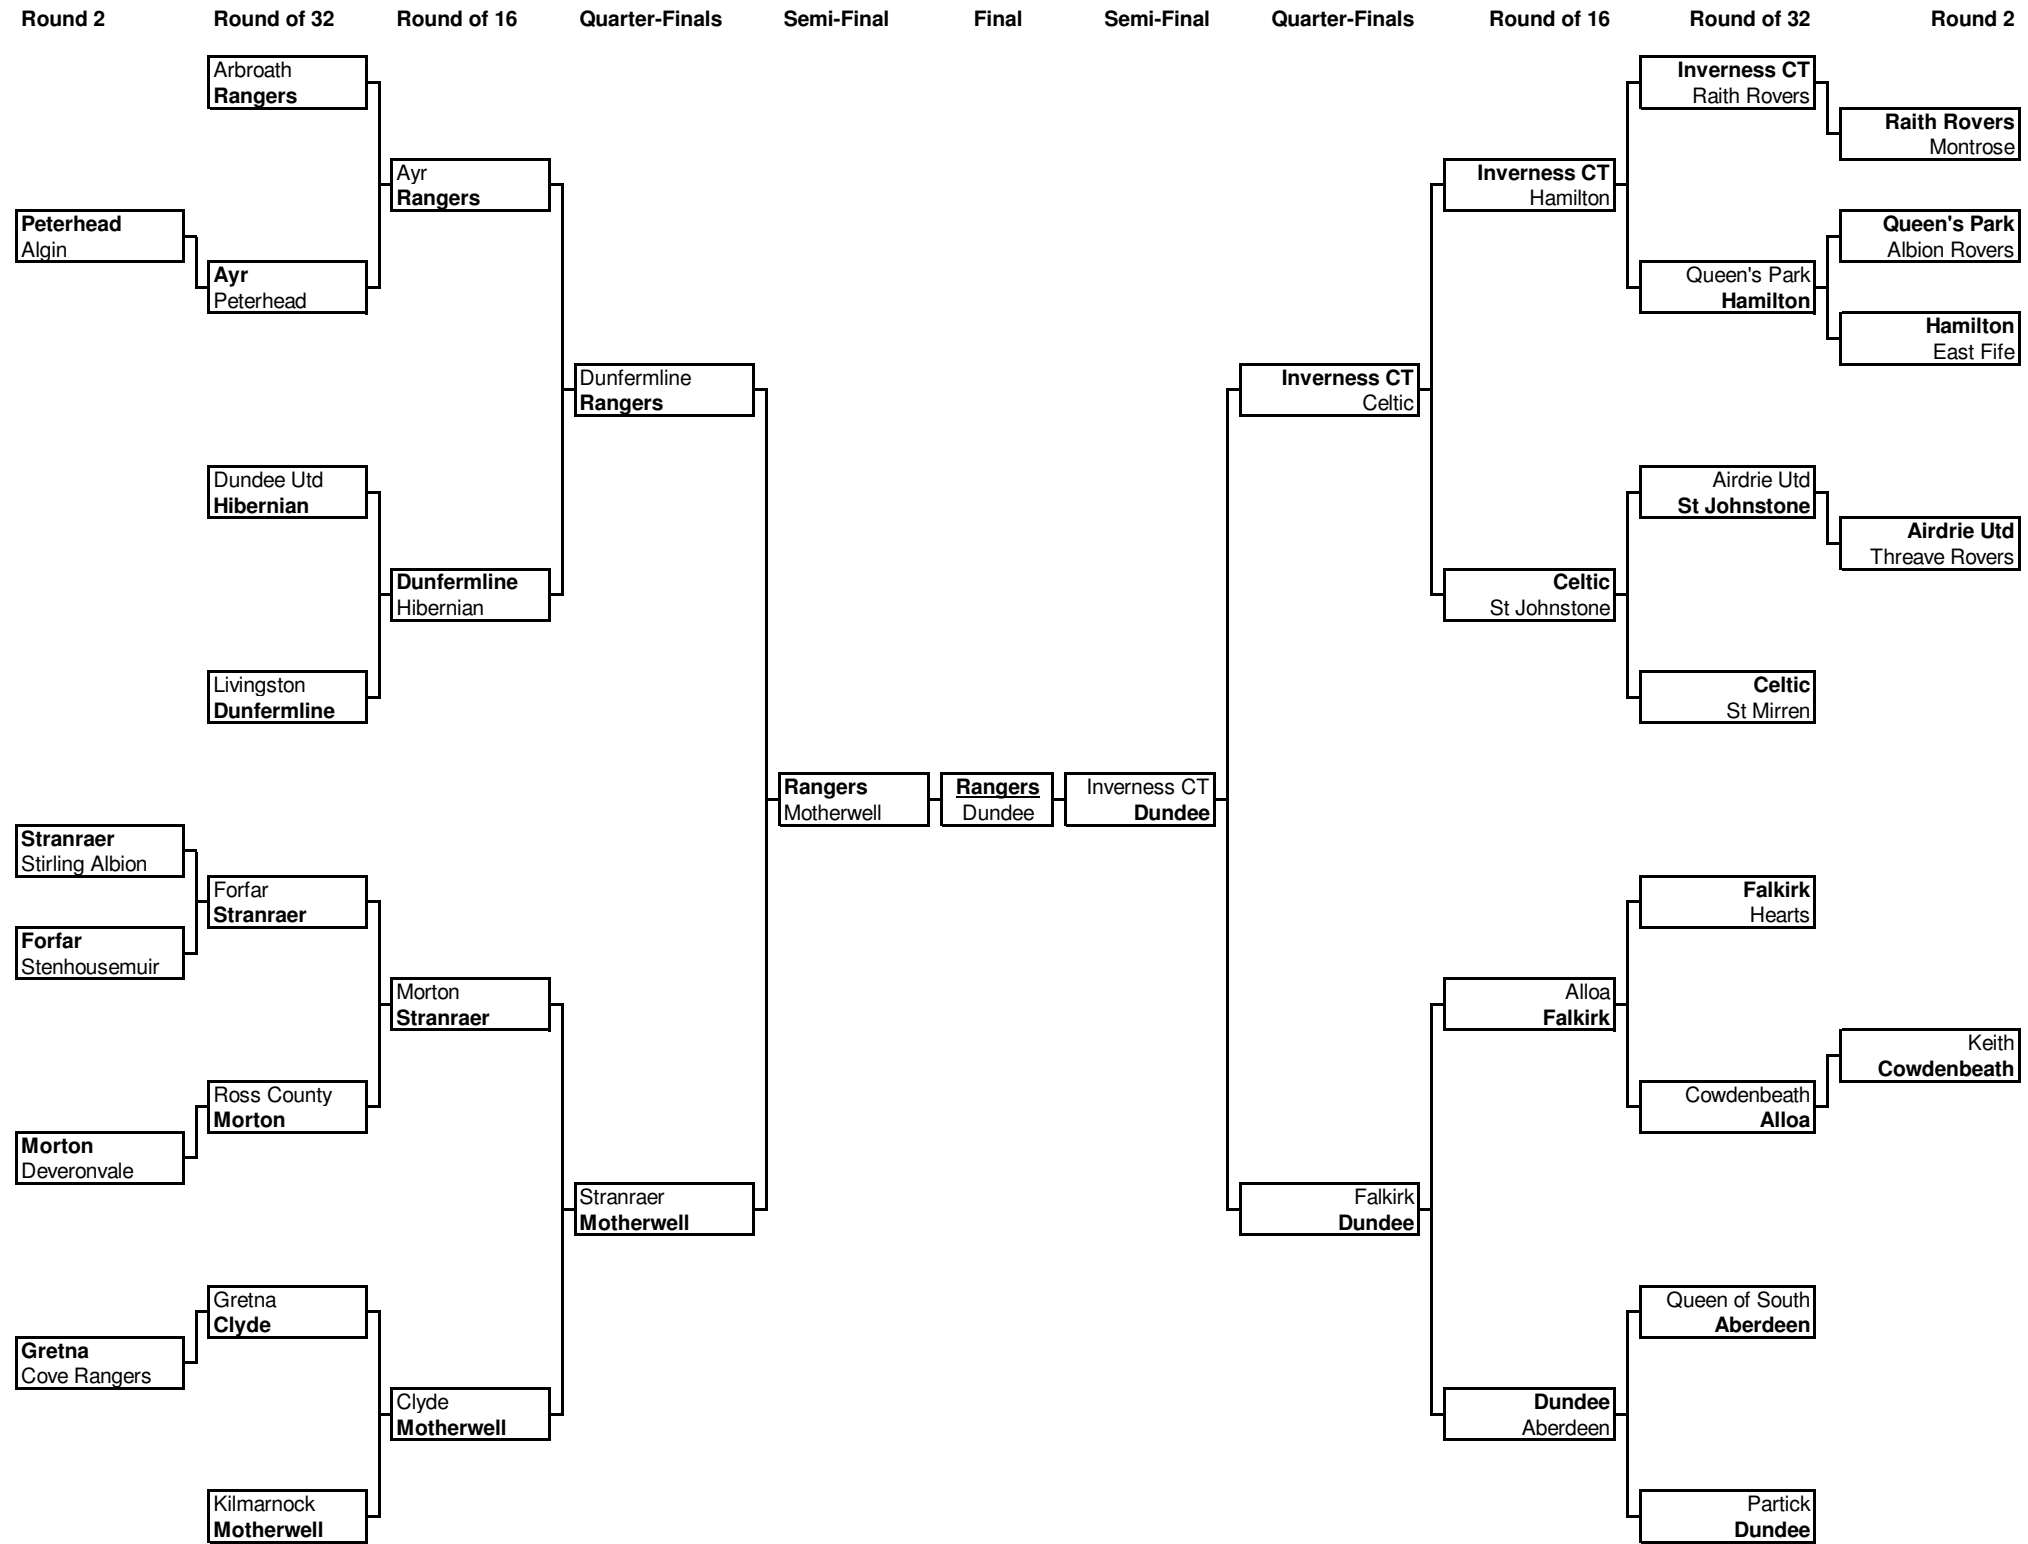 Round 2
Round of 32
Round of 16
Quarter-Finals
Semi-Final
Final
Semi-Final
Quarter-Finals
Round of 16
Round of 32
Round 2
Peterhead
Algin
Stranraer
Stirling Albion
Forfar
Stenhousemuir
Morton
Deveronvale
Gretna
Cove Rangers
Arbroath
Rangers
Ayr
Peterhead
Dundee Utd
Hibernian
Livingston
Dunfermline
Forfar
Stranraer
Ross County
Morton
Gretna
Clyde
Kilmarnock
Motherwell
Ayr
Rangers
Dunfermline
Hibernian
Morton
Stranraer
Clyde
Motherwell
Dunfermline
Rangers
Stranraer
Motherwell
Rangers
Motherwell
Rangers
Dundee
Inverness CT
Dundee
Inverness CT
Celtic
Falkirk
Dundee
Inverness CT
Hamilton
Celtic
St Johnstone
Alloa
Falkirk
Dundee
Aberdeen
Inverness CT
Raith Rovers
Queen's Park
Hamilton
Airdrie Utd
St Johnstone
Celtic
St Mirren
Falkirk
Hearts
Cowdenbeath
Alloa
Queen of South
Aberdeen
Partick
Dundee
Raith Rovers
Montrose
Queen's Park
Albion Rovers
Hamilton
East Fife
Airdrie Utd
Threave Rovers
Keith
Cowdenbeath